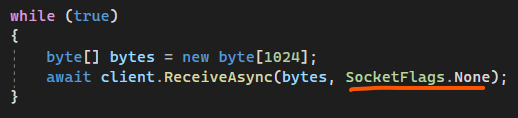 while (true)
{
byte[] bytes = new byte[1024];
await client.ReceiveAsync(bytes, SocketFlags.None);
}